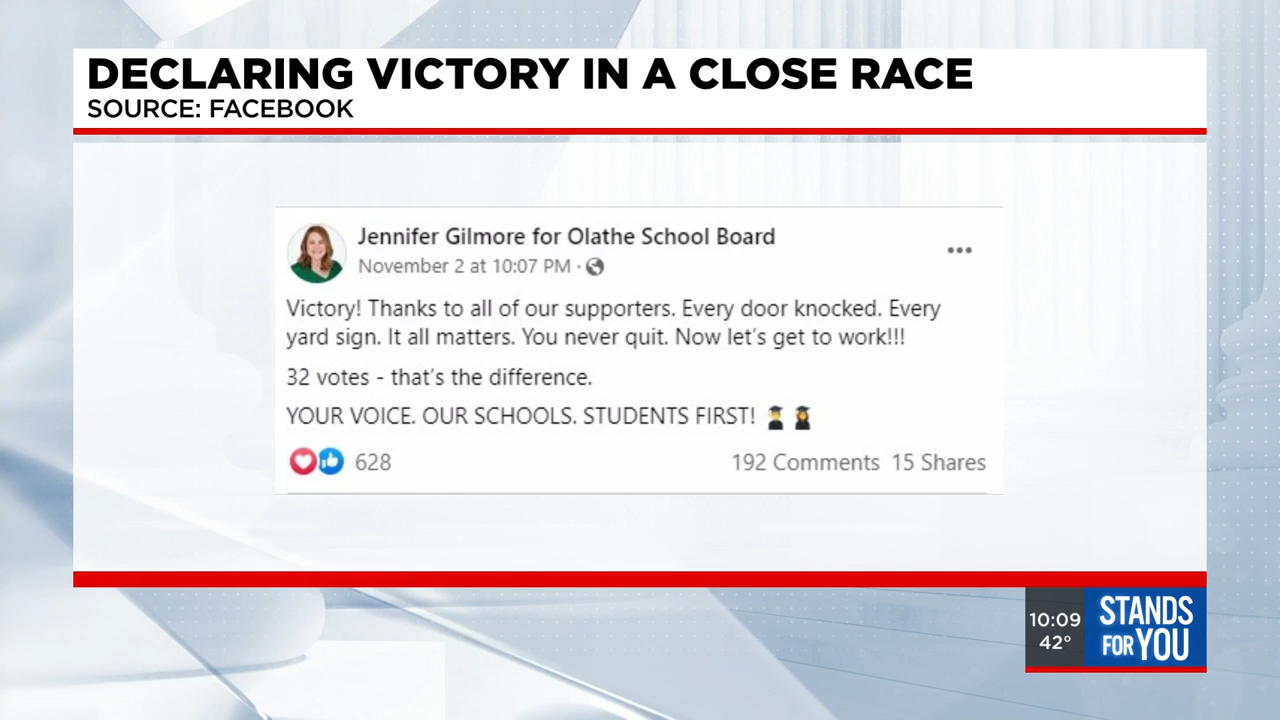 DECLARING VICTORY IN A CLOSE RACE
SOURCE: FACEBOOK
Jennifer Gilmore for Olathe School Board
November 2 at 10:07 PM ·
Victory! Thanks to all of our supporters. Every door knocked. Every
yard sign. It all matters. You never quit. Now let's get to work!!!
32 votes - that's the difference.
YOUR VOICE. OUR SCHOOLS. STUDENTS FIRST! 👨‍🎓 👩‍🎓
628 192 Comments 15 Shares
10:09
42°
STANDS
FOR YOU